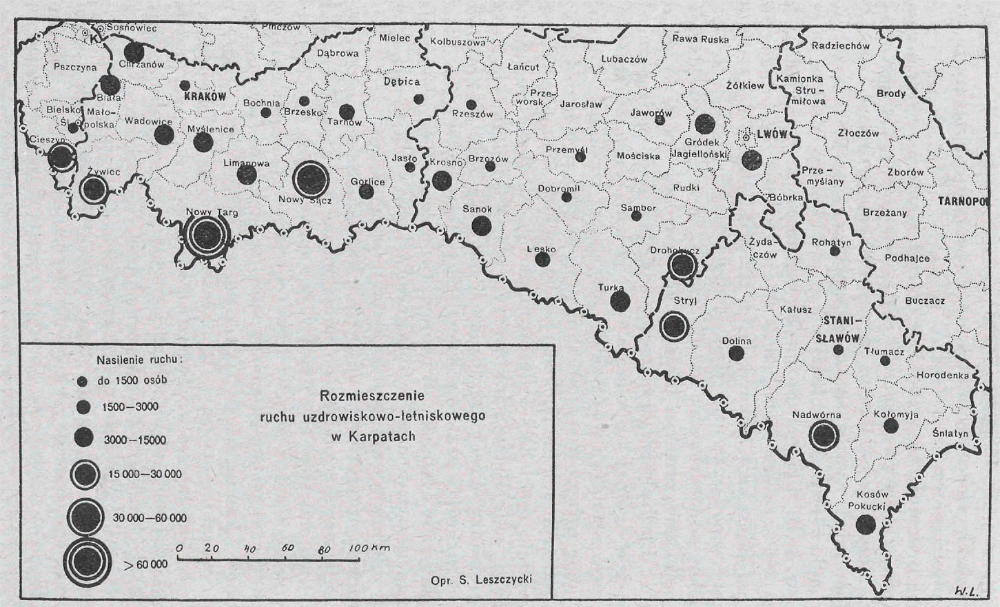 Sosnowiec
K
Pińczów
Mielec
Kolbuszowa
Rawa Ruska
Radziechów
Dąbrowa
Pszczyna
Chrzanów
Łańcut
Lubaczów
Kamionka
Stru-
miłowa
Brody
Żółkiew
Dębica
KRAKÓW
Biała
Bochnia
Brzesko
Tarnów
Rzeszów
Prze-
worsk
Jarosław
Jaworów
Bielsko
Mało-
polska
Śl.
Wadowice
Myślenice
LWÓW
Złoczów
Cieszyn
Gródek
Jagielloński
Przemyśl
Mościska
Żywiec
Limanowa
Jasło
Krosno
Brzozów
Prze-
myślany
Zborów
Nowy Sącz
Gorlice
Dobromil
Rudki
Bóbrka
TARNOPO
Nowy Targ
Sanok
Sambor
Brzeżany
Lesko
Drohobycz
Żyda-
czów
Rohatyn
Podhajce
Turka
Stryj
Kałusz
Buczacz
STANI-
SŁAWÓW
Dolina
Tłumacz
Horodenka
Nadwórna
Kołomyja
Śniatyn
Kosów
Pokucki
Nasilenie ruchu:
do 1500 osób
1500—3000
3000—15000
15 000—30 000
30 000—60 000
> 60 000
Rozmieszczenie
ruchu uzdrowiskowo-letniskowego
w Karpatach
0 20 40 60 80 100 km
Opr. S. Leszczycki
W.L.